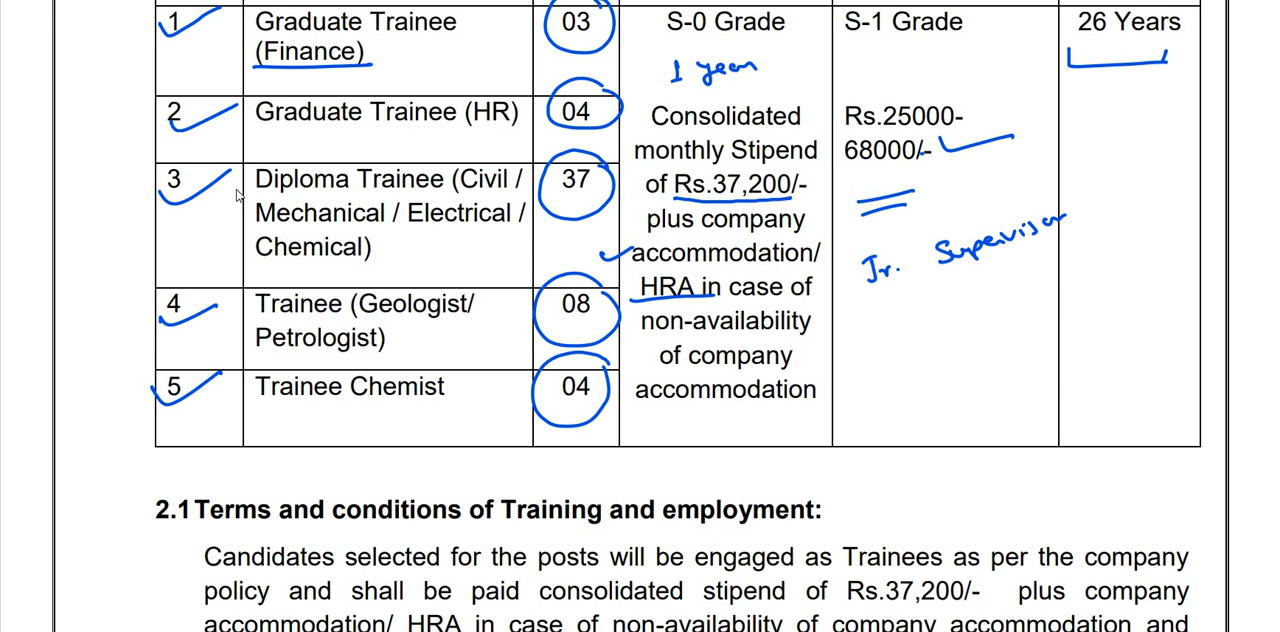 1 Graduate Trainee 03 S-0 Grade S-1 Grade 26 Years
(Finance)
1 year
2 Graduate Trainee (HR) 04 Consolidated Rs.25000-
monthly Stipend 68000/-
3 Diploma Trainee (Civil / 37 of Rs.37,200/-
Mechanical / Electrical / plus company
Chemical) accommodation/ Jr. Supervisor
HRA in case of
4 Trainee (Geologist/ 08 non-availability
Petrologist) of company
5 Trainee Chemist 04 accommodation
2.1 Terms and conditions of Training and employment:
Candidates selected for the posts will be engaged as Trainees as per the company
policy and shall be paid consolidated stipend of Rs.37,200/- plus company
accommodation/ HRA in case of non-availability of company accommodation and